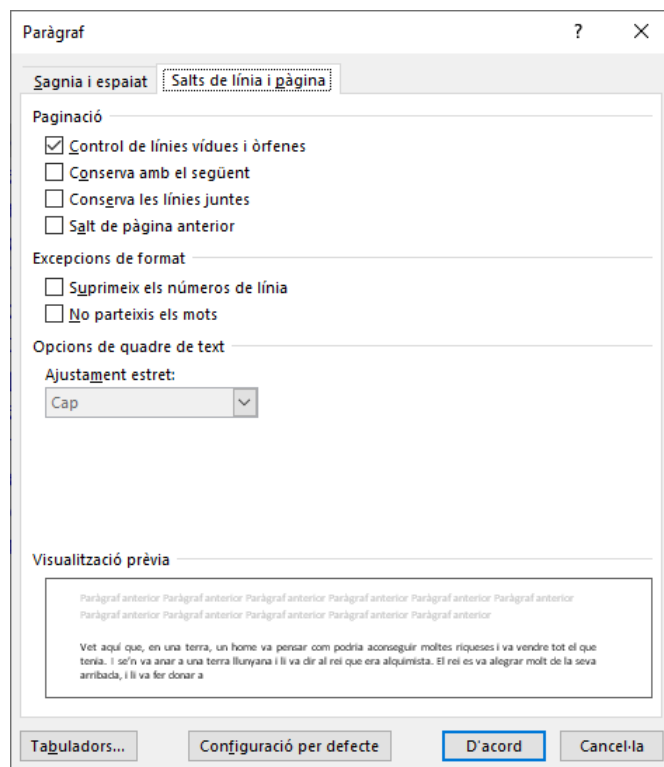 Paràgraf
?
Sagnia i espaiat
Salts de línia i pàgina
Paginació
Control de línies vídues i òrfenes
Conserva amb el següent
Conserva les línies juntes
Salt de pàgina anterior
Excepcions de format
Suprimeix els números de línia
No parteixis els mots
Opcions de quadre de text
Ajustament estret:
Cap
Visualització prèvia
Paràgraf anterior Paràgraf anterior Paràgraf anterior Paràgraf anterior Paràgraf anterior Paràgraf anterior
Paràgraf anterior Paràgraf anterior Paràgraf anterior Paràgraf anterior Paràgraf anterior
Vet aquí que, en una terra, un home va pensar com podria aconseguir moltes riqueses i va vendre tot el que
tenia. I se'n va anar a una terra llunyana i li va dir al rei que era alquimista. El rei es va alegrar molt de la seva
arribada, i li va fer donar a
Tabuladors...
Configuració per defecte
D'acord
Cancel·la